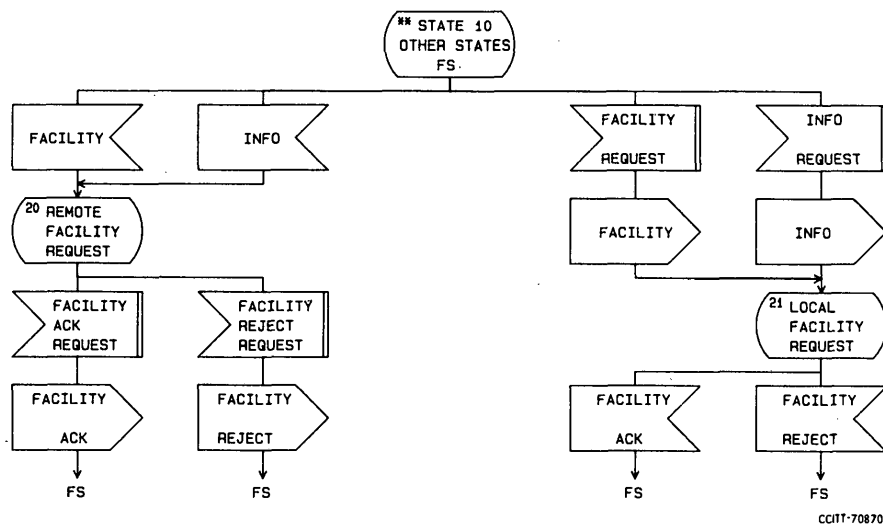 ** STATE 10
OTHER STATES
FS
FACILITY
INFO
FACILITY
REQUEST
INFO
REQUEST
20 REMOTE
FACILITY
REQUEST
FACILITY
INFO
FACILITY
ACK
REQUEST
FACILITY
REJECT
REQUEST
21 LOCAL
FACILITY
REQUEST
FACILITY
ACK
FACILITY
REJECT
FACILITY
ACK
FACILITY
REJECT
FS
FS
FS
FS
CCITT-70870